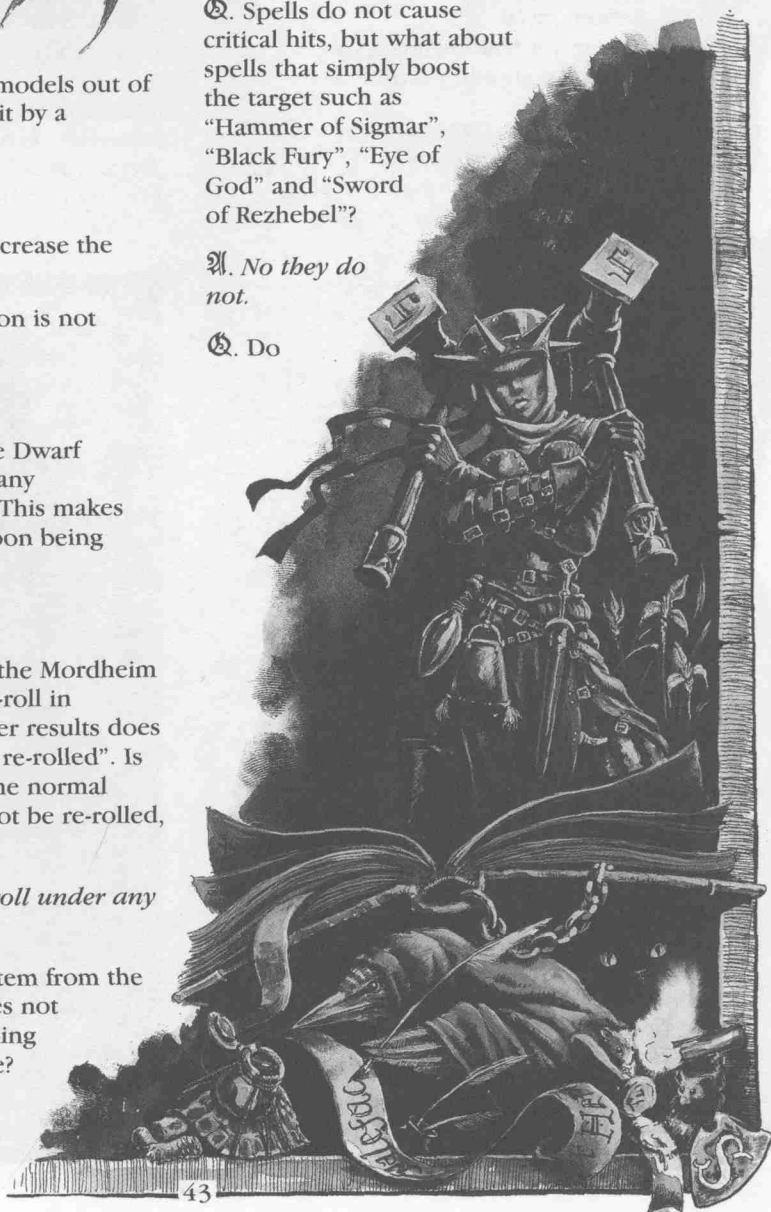 models out of
it by a
crease the
on is not
e Dwarf
any
This makes
oon being
the Mordheim
-roll in
er results does
re-rolled". Is
he normal
ot be re-rolled,
roll under any
tem from the
es not
ing
e?
Q. Spells do not cause
critical hits, but what about
spells that simply boost
the target such as
“Hammer of Sigmar”,
“Black Fury”, “Eye of
God” and “Sword
of Rezhebel”?
A. No they do
not.
Q. Do
43